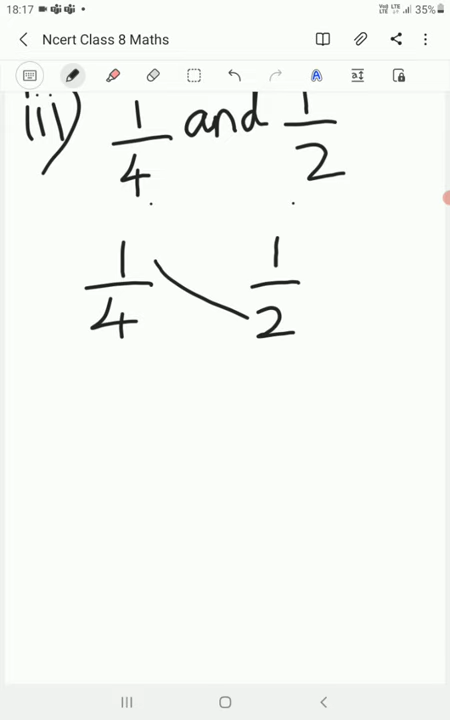 18:17 35%
Ncert Class 8 Maths
iii) 1/4 and 1/2
1/4 1/2